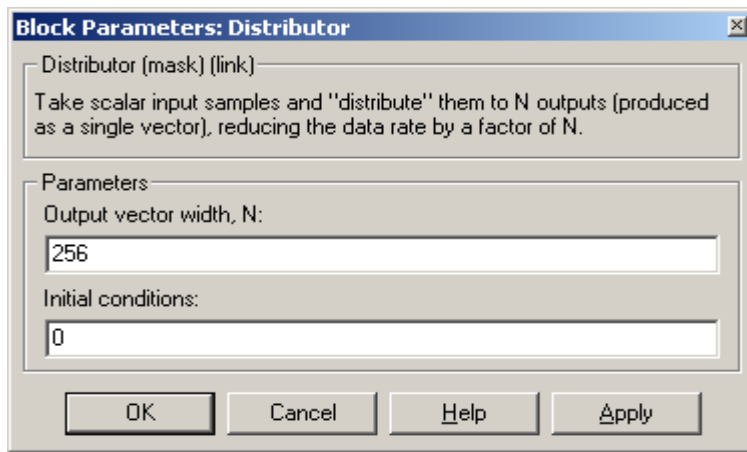 Block Parameters: Distributor
Distributor (mask) (link)
Take scalar input samples and "distribute" them to N outputs (produced
as a single vector), reducing the data rate by a factor of N.
Parameters
Output vector width, N:
256
Initial conditions:
0
OK Cancel Help Apply